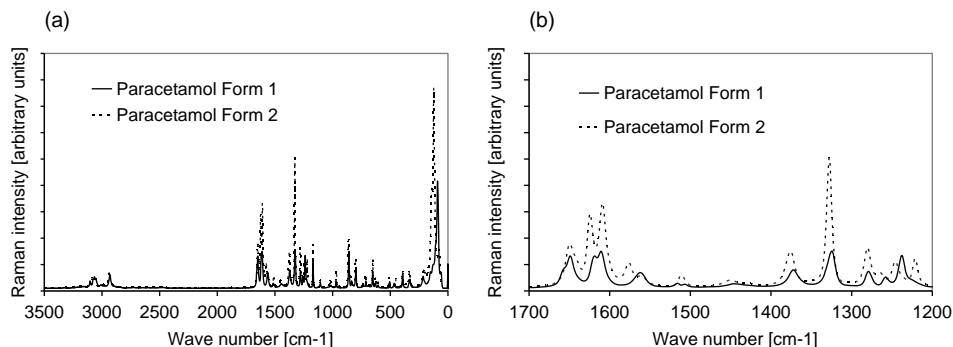 (a)
Raman intensity [arbitrary units]
Paracetamol Form 1
Paracetamol Form 2
3500 3000 2500 2000 1500 1000 500 0
Wave number [cm-1]
(b)
Raman intensity [arbitrary units]
Paracetamol Form 1
Paracetamol Form 2
1700 1600 1500 1400 1300 1200
Wave number [cm-1]